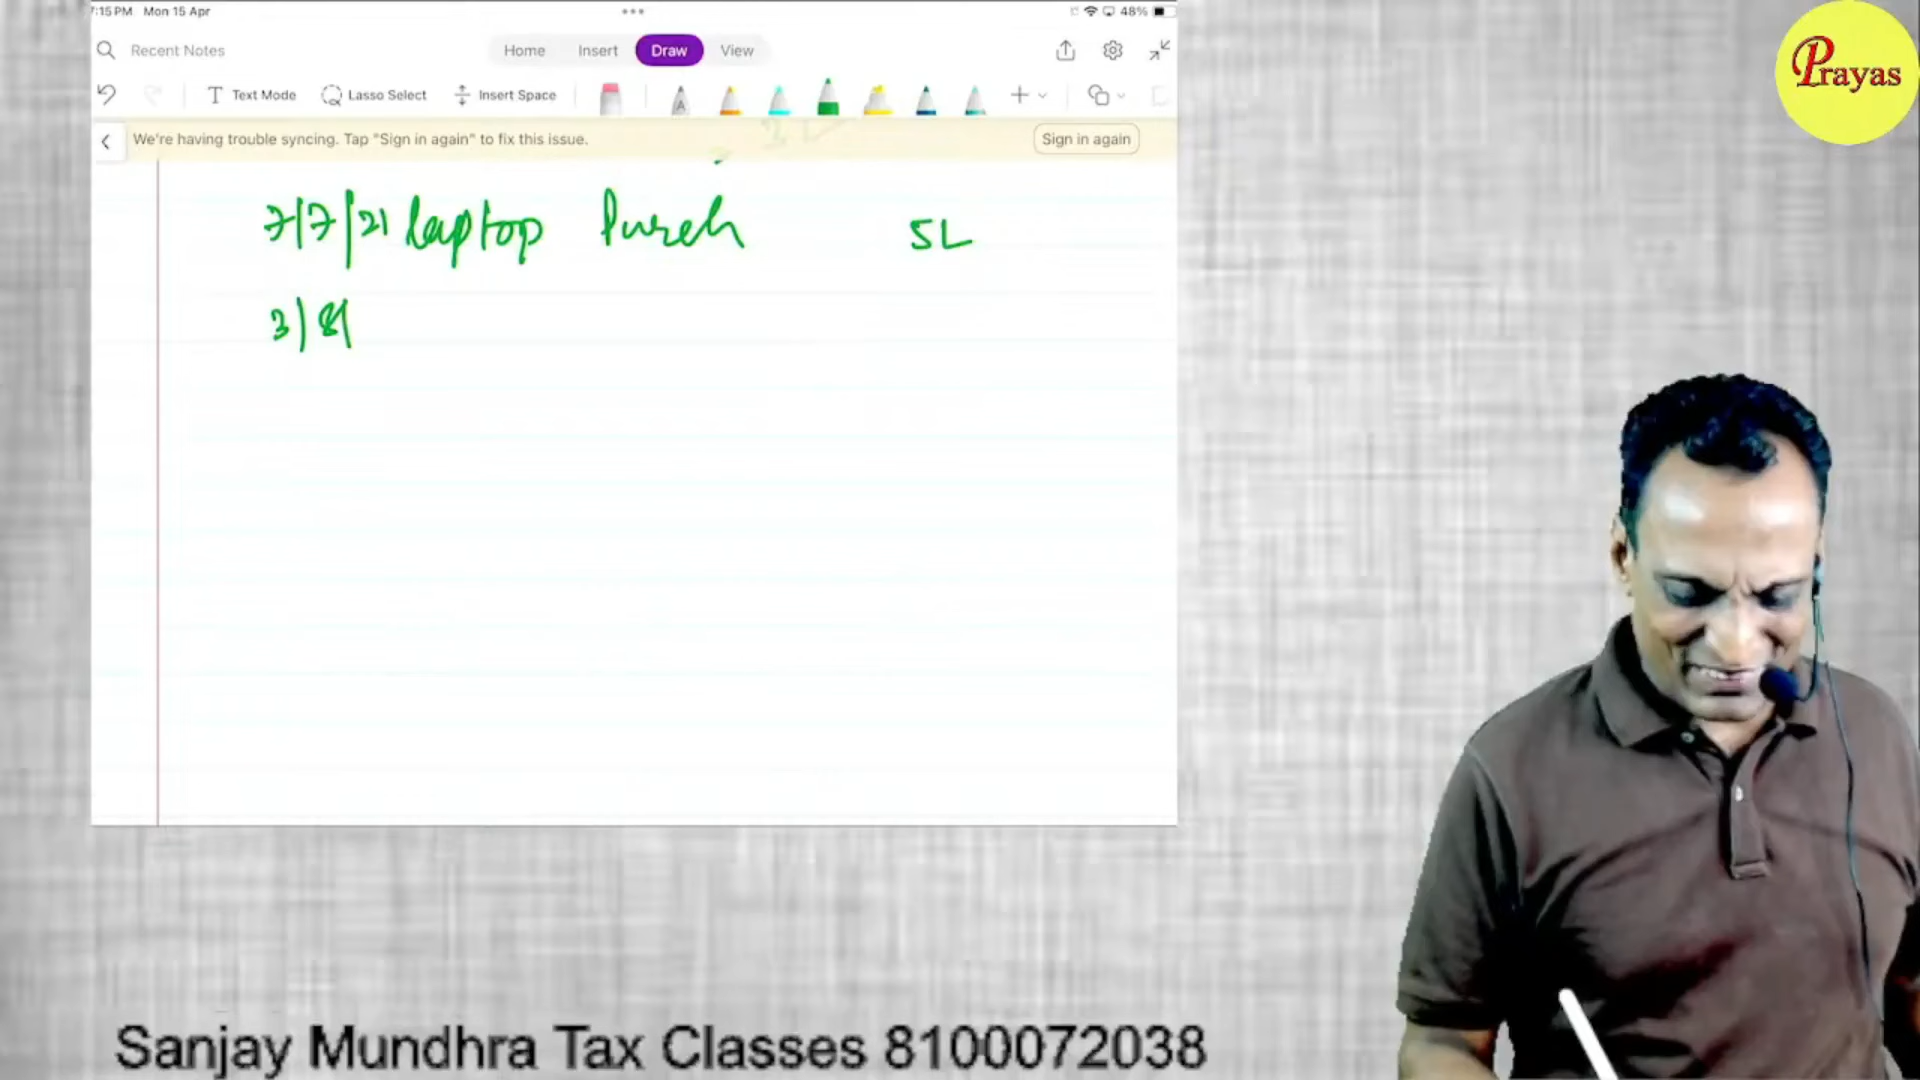 7:15 PM Mon 15 Apr
48%
Prayas
Recent Notes
Home Insert Draw View
Text Mode Lasso Select Insert Space
We're having trouble syncing. Tap "Sign in again" to fix this issue.
Sign in again
7/7/21 laptop Purch 5L
3/8/
Sanjay Mundhra Tax Classes 8100072038